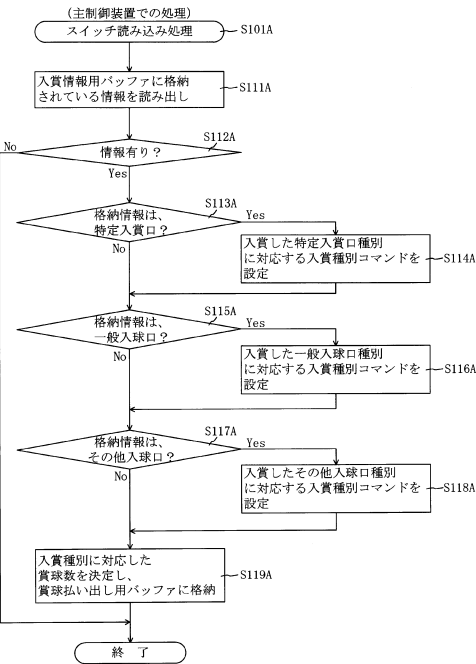 (主制御装置での処理)
スイッチ読み込み処理
S101A
入賞情報用バッファに格納
されている情報を読み出し
S111A
情報有り？
S112A
No
Yes
格納情報は、
特定入賞口？
S113A
Yes
No
入賞した特定入賞口種別
に対応する入賞種別コマンドを
設定
S114A
格納情報は、
一般入球口？
S115A
Yes
No
入賞した一般入球口種別
に対応する入賞種別コマンドを
設定
S116A
格納情報は、
その他入球口？
S117A
Yes
No
入賞したその他入球口種別
に対応する入賞種別コマンドを
設定
S118A
入賞種別に対応した
賞球数を決定し、
賞球払い出し用バッファに格納
S119A
終 了